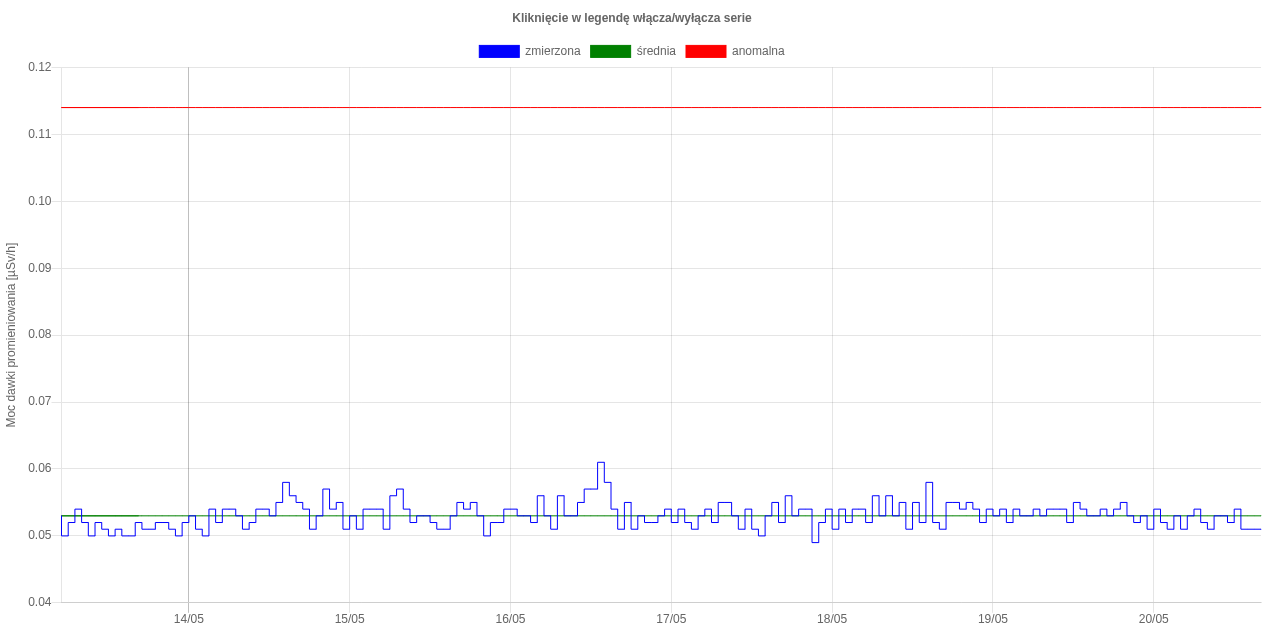 Kliknięcie w legendę włącza/wyłącza serie
zmierzona średnia anomalna
Moc dawki promieniowania [µSv/h]
0.12
0.11
0.10
0.09
0.08
0.07
0.06
0.05
0.04
14/05 15/05 16/05 17/05 18/05 19/05 20/05